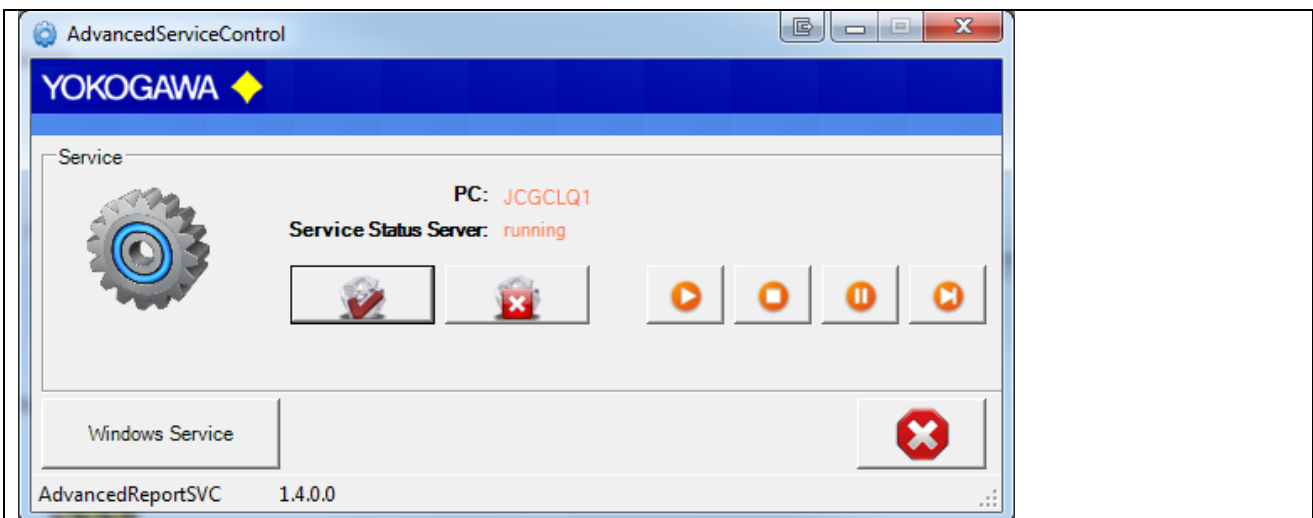 AdvancedServiceControl
YOKOGAWA
Service
PC: JCGCLQ1
Service Status Server: running
Windows Service
AdvancedReportSVC 1.4.0.0